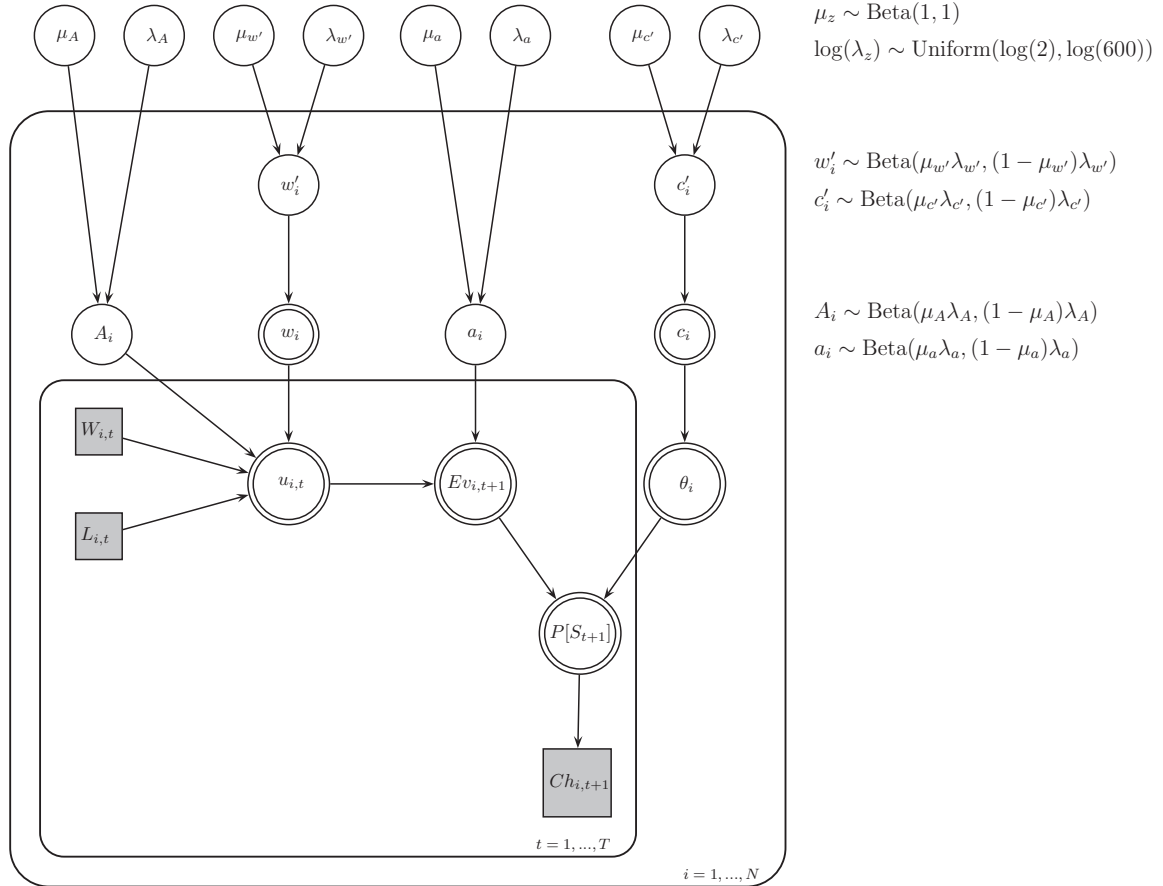 μ_A λ_A μ_{w'} λ_{w'} μ_a λ_a μ_{c'} λ_{c'}
μ_z ∼ Beta(1, 1)
log(λ_z) ∼ Uniform(log(2), log(600))
w'_i c'_i
w'_i ∼ Beta(μ_{w'}λ_{w'}, (1 − μ_{w'})λ_{w'})
c'_i ∼ Beta(μ_{c'}λ_{c'}, (1 − μ_{c'})λ_{c'})
A_i w_i a_i c_i
A_i ∼ Beta(μ_Aλ_A, (1 − μ_A)λ_A)
a_i ∼ Beta(μ_aλ_a, (1 − μ_a)λ_a)
W_{i,t}
u_{i,t} Ev_{i,t+1} θ_i
L_{i,t}
P[S_{t+1}]
Ch_{i,t+1}
t = 1, ..., T
i = 1, ..., N